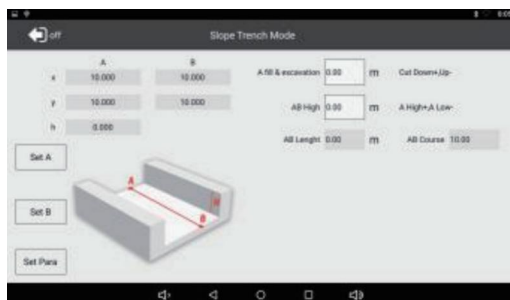 8:05
off Slope Trench Mode
A B
x 10.000 10.000
y 10.000 10.000
h 0.000
A fill & excavation 0.00 m Cut Down+,Up-
AB High 0.00 m A High+,A Low-
AB Lenght 0.00 m AB Course 10.00
Set A
Set B
Set Para
A
B
H